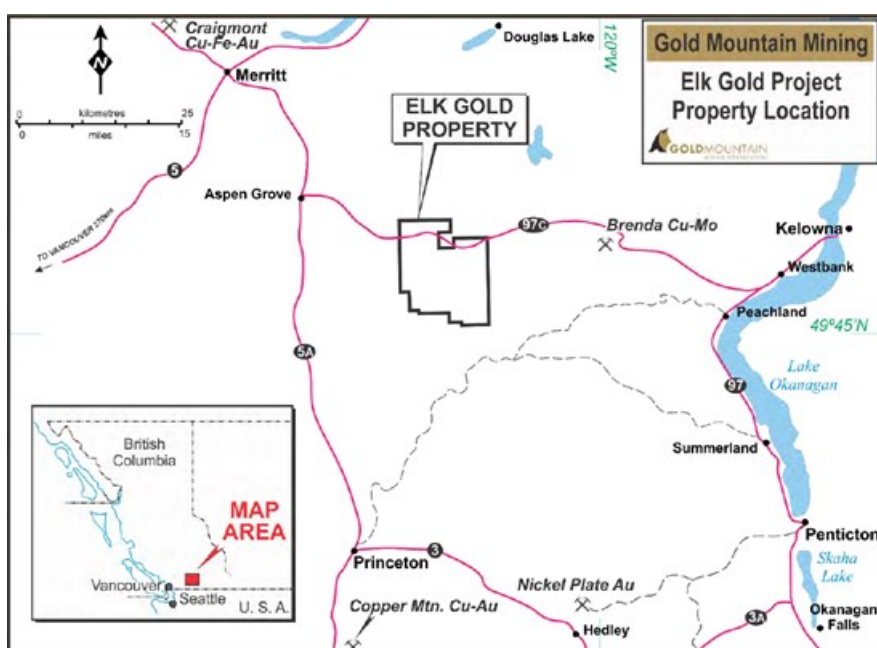 Craigmont
Cu-Fe-Au
Douglas Lake
120ºW
Gold Mountain Mining
Elk Gold Project
Property Location
GOLDMOUNTAIN
N
Merritt
0 kilometres 25
0 miles 15
ELK GOLD
PROPERTY
5
Aspen Grove
TO VANCOUVER 270km
97C
Brenda Cu-Mo
Kelowna
Westbank
Peachland
49º45'N
5A
Lake
Okanagan
97
Summerland
British
Columbia
MAP
AREA
Vancouver
Seattle
U. S. A.
Princeton
3
Penticton
Skaha
Lake
Nickel Plate Au
Copper Mtn. Cu-Au
Hedley
3A
Okanagan
Falls